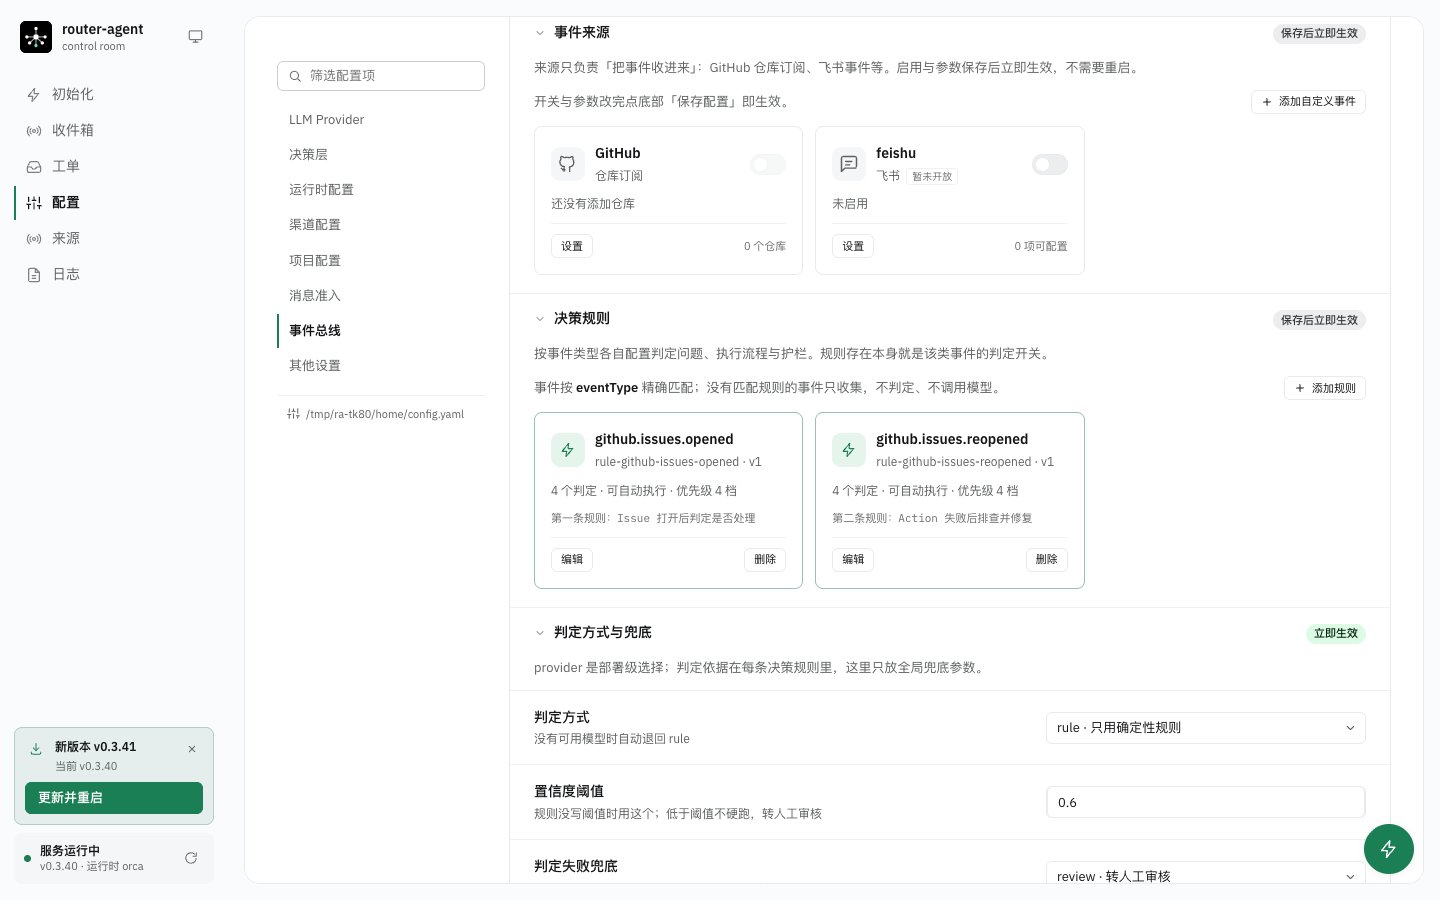 router-agent
control room
初始化
收件箱
工单
配置
来源
日志
新版本 v0.3.41
当前 v0.3.40
更新并重启
服务运行中
v0.3.40 · 运行时 orca
筛选配置项
LLM Provider
决策层
运行时配置
渠道配置
项目配置
消息准入
事件总线
其他设置
/tmp/ra-tk80/home/config.yaml
事件来源
保存后立即生效
来源只负责「把事件收进来」：GitHub 仓库订阅、飞书事件等。启用与参数保存后立即生效，不需要重启。
开关与参数改完点底部「保存配置」即生效。
添加自定义事件
GitHub
仓库订阅
还没有添加仓库
设置
0 个仓库
feishu
飞书 暂未开放
未启用
设置
0 项可配置
决策规则
保存后立即生效
按事件类型各自配置判定问题、执行流程与护栏。规则存在本身就是该类事件的判定开关。
事件按 eventType 精确匹配；没有匹配规则的事件只收集，不判定、不调用模型。
添加规则
github.issues.opened
rule-github-issues-opened · v1
4 个判定 · 可自动执行 · 优先级 4 档
第一条规则：Issue 打开后判定是否处理
编辑
删除
github.issues.reopened
rule-github-issues-reopened · v1
4 个判定 · 可自动执行 · 优先级 4 档
第二条规则：Action 失败后排查并修复
编辑
删除
判定方式与兜底
立即生效
provider 是部署级选择；判定依据在每条决策规则里，这里只放全局兜底参数。
判定方式
没有可用模型时自动退回 rule
rule · 只用确定性规则
置信度阈值
规则没写阈值时用这个；低于阈值不硬跑，转人工审核
0.6
判定失败兜底
review · 转人工审核